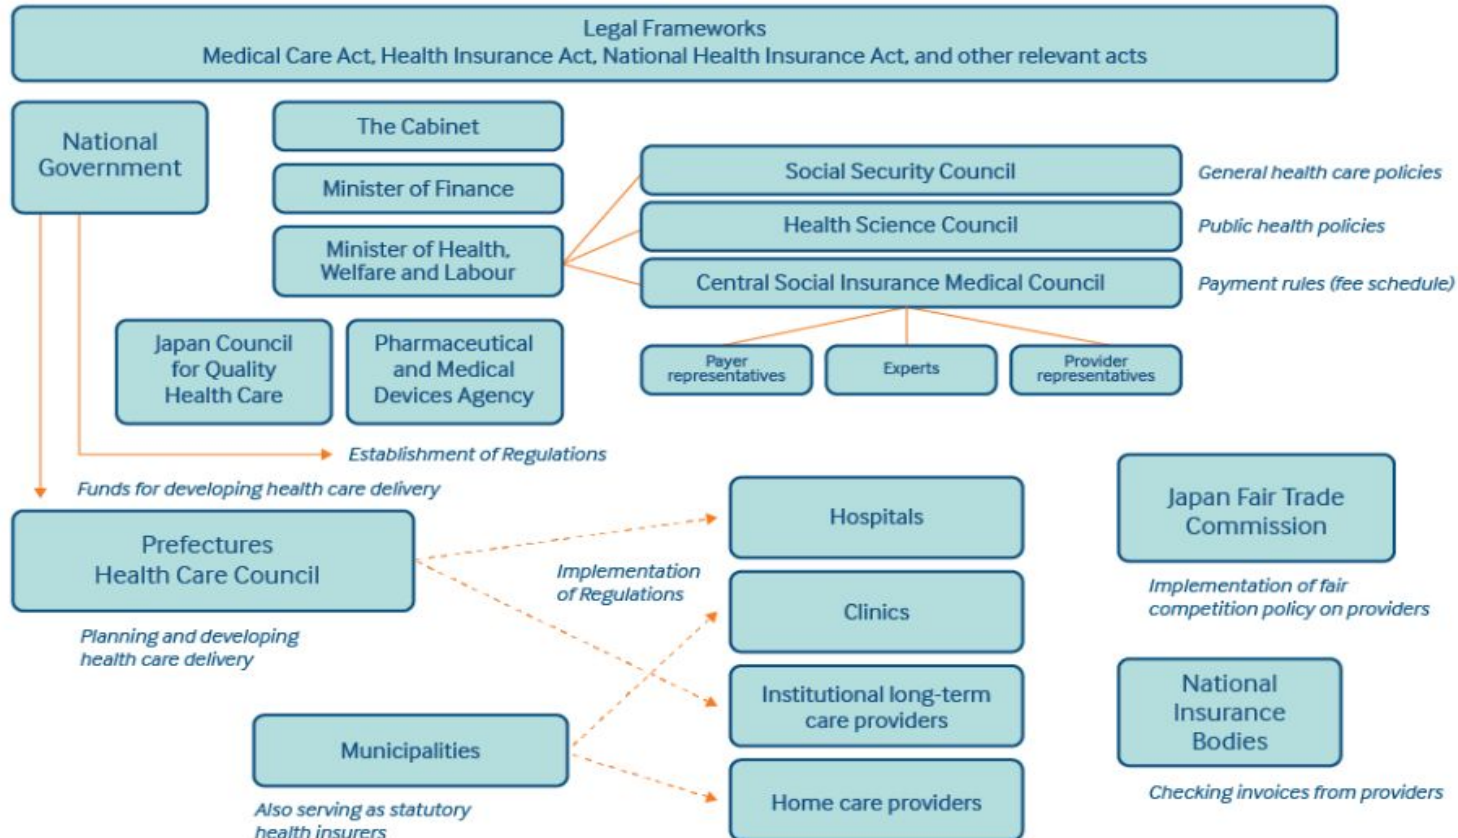 Legal Frameworks
Medical Care Act, Health Insurance Act, National Health Insurance Act, and other relevant acts
National
Government
The Cabinet
Minister of Finance
Minister of Health,
Welfare and Labour
Social Security Council
General health care policies
Health Science Council
Public health policies
Central Social Insurance Medical Council
Payment rules (fee schedule)
Payer
representatives
Experts
Provider
representatives
Japan Council
for Quality
Health Care
Pharmaceutical
and Medical
Devices Agency
Establishment of Regulations
Funds for developing health care delivery
Prefectures
Health Care Council
Planning and developing
health care delivery
Implementation
of Regulations
Municipalities
Also serving as statutory
health insurers
Hospitals
Clinics
Institutional long-term
care providers
Home care providers
Japan Fair Trade
Commission
Implementation of fair
competition policy on providers
National
Insurance
Bodies
Checking invoices from providers